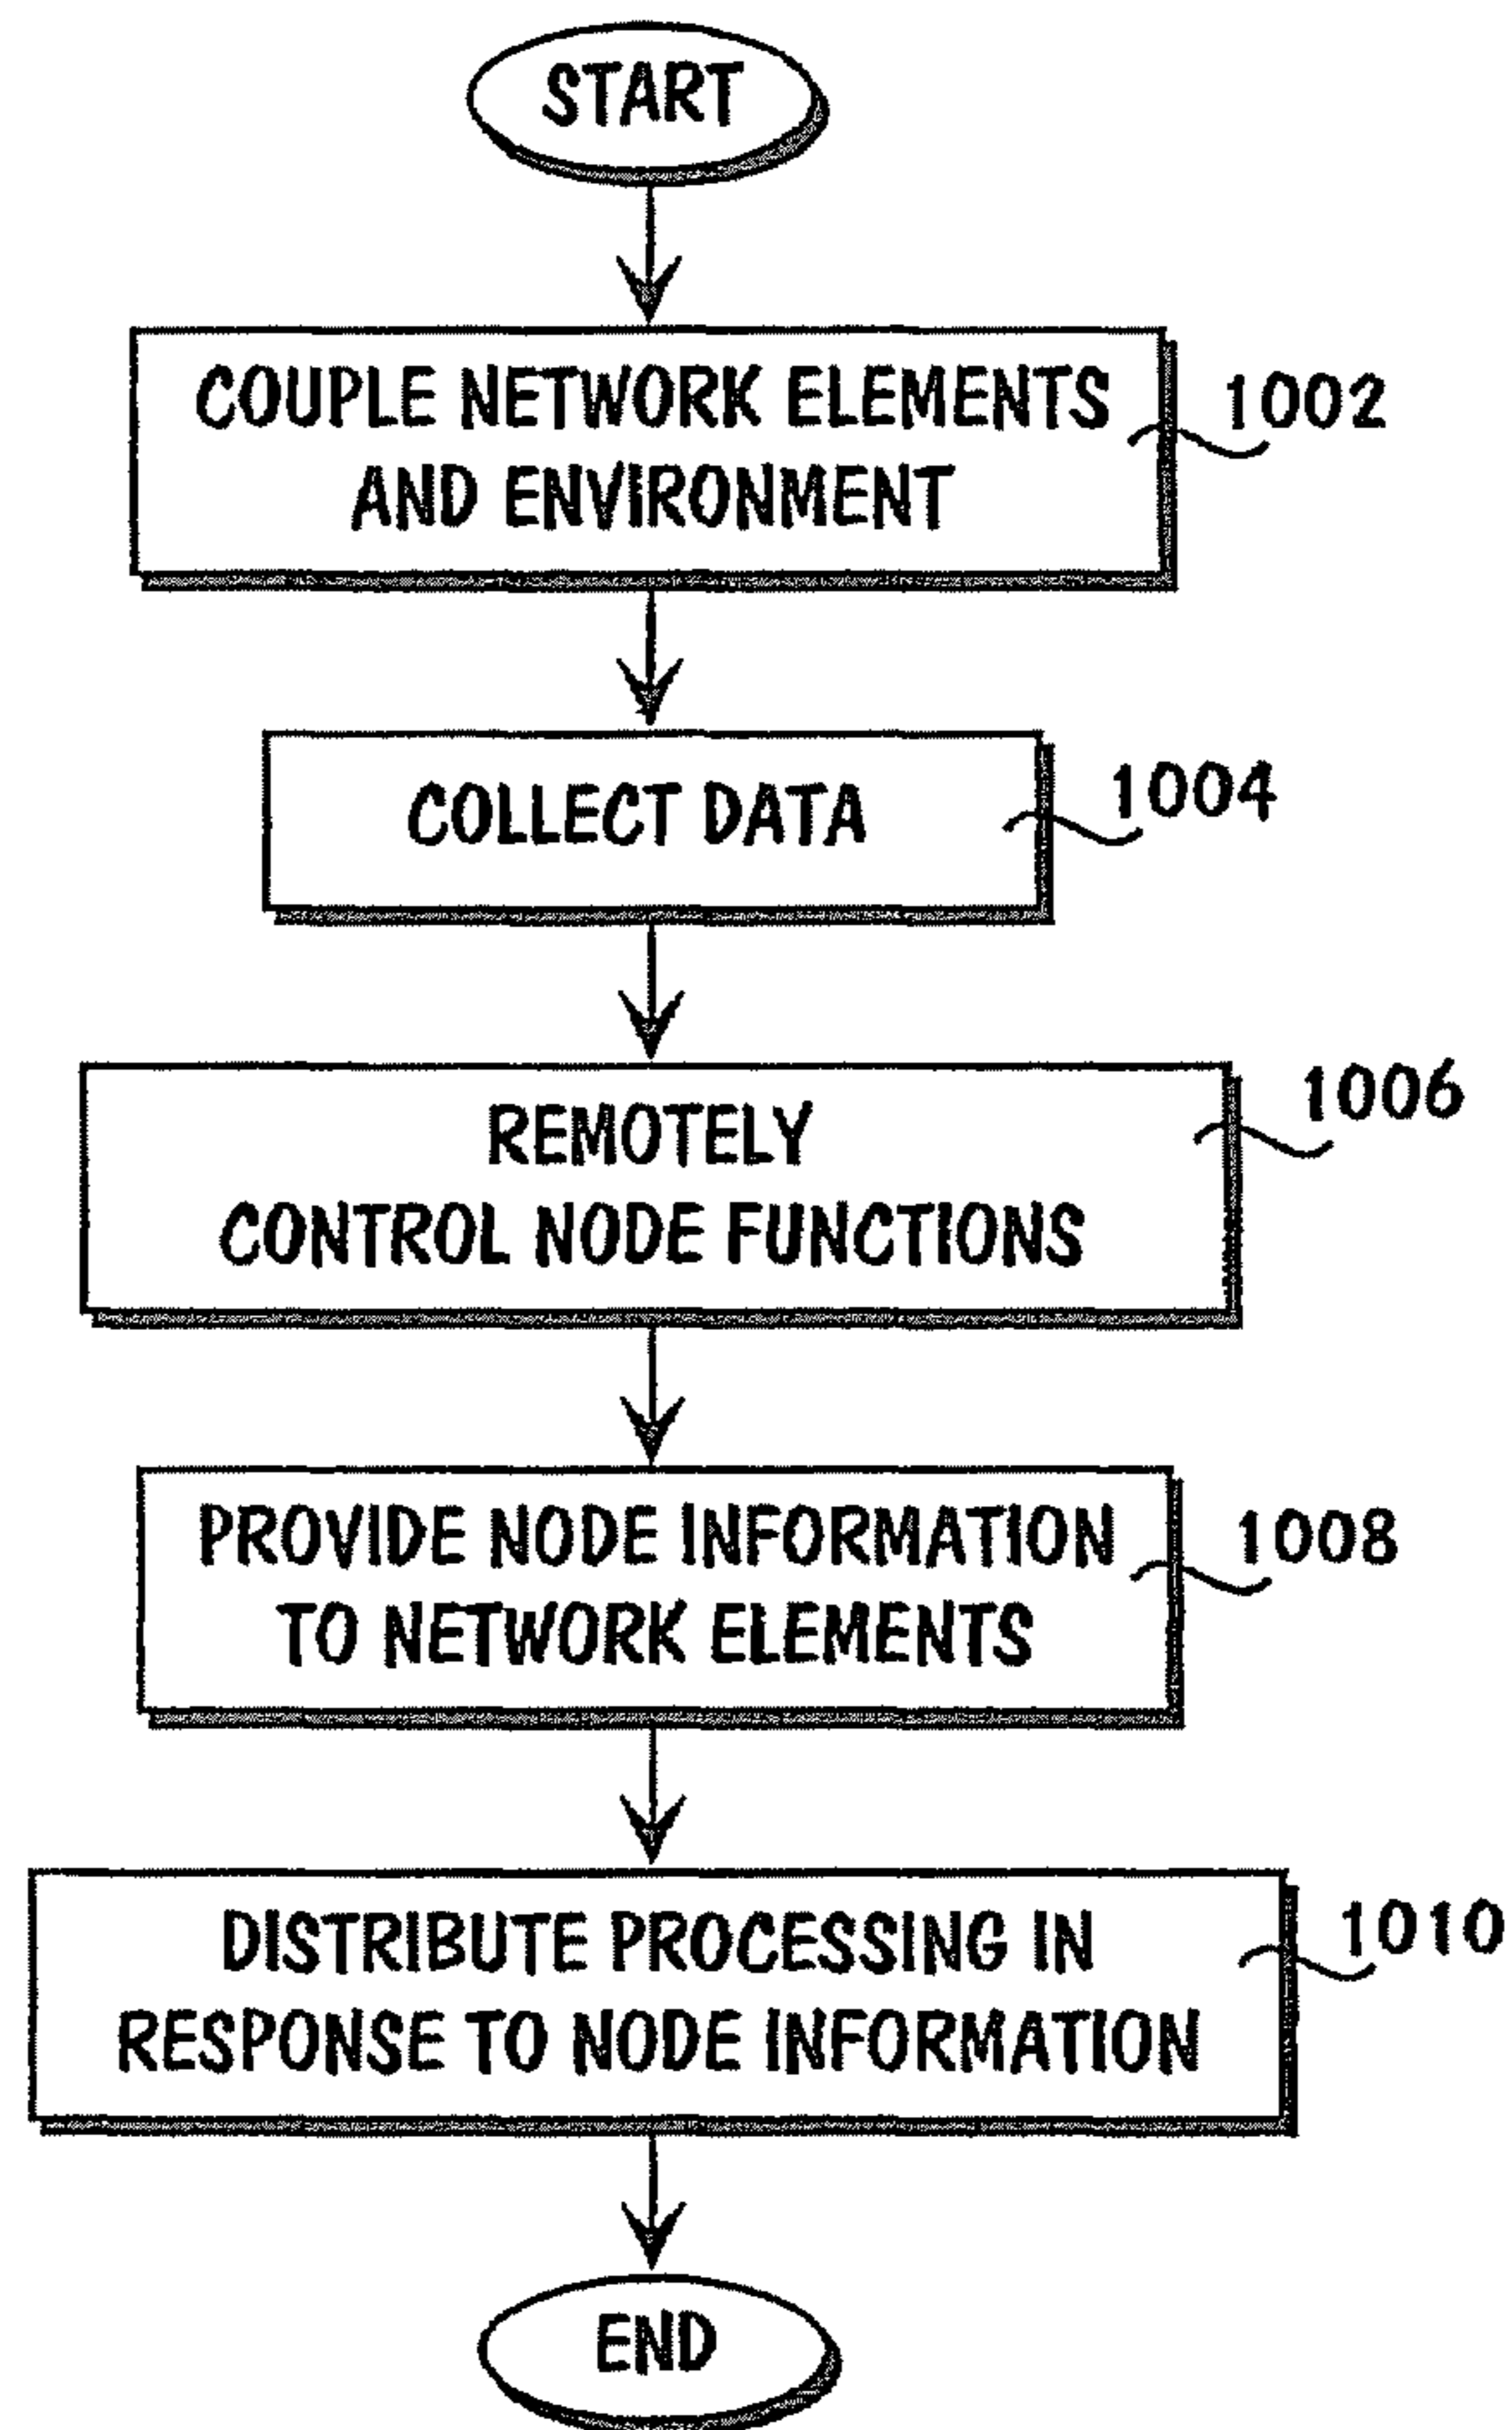 START
COUPLE NETWORK ELEMENTS
AND ENVIRONMENT
1002
COLLECT DATA
1004
REMOTELY
CONTROL NODE FUNCTIONS
1006
PROVIDE NODE INFORMATION
TO NETWORK ELEMENTS
1008
DISTRIBUTE PROCESSING IN
RESPONSE TO NODE INFORMATION
1010
END